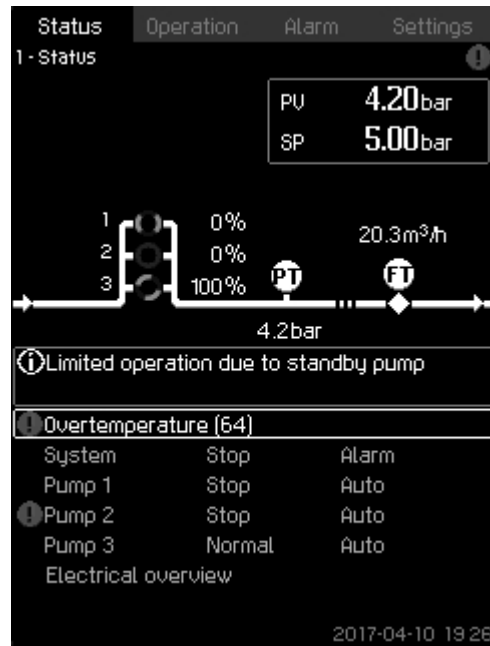 Status Operation Alarm Settings
1 - Status
PV 4.20bar
SP 5.00bar
1 0%
20.3m³/h
2 0%
3 100% PT FT
4.2bar
Limited operation due to standby pump
Overtemperature (64)
System Stop Alarm
Pump 1 Stop Auto
Pump 2 Stop Auto
Pump 3 Normal Auto
Electrical overview
2017-04-10 19:26